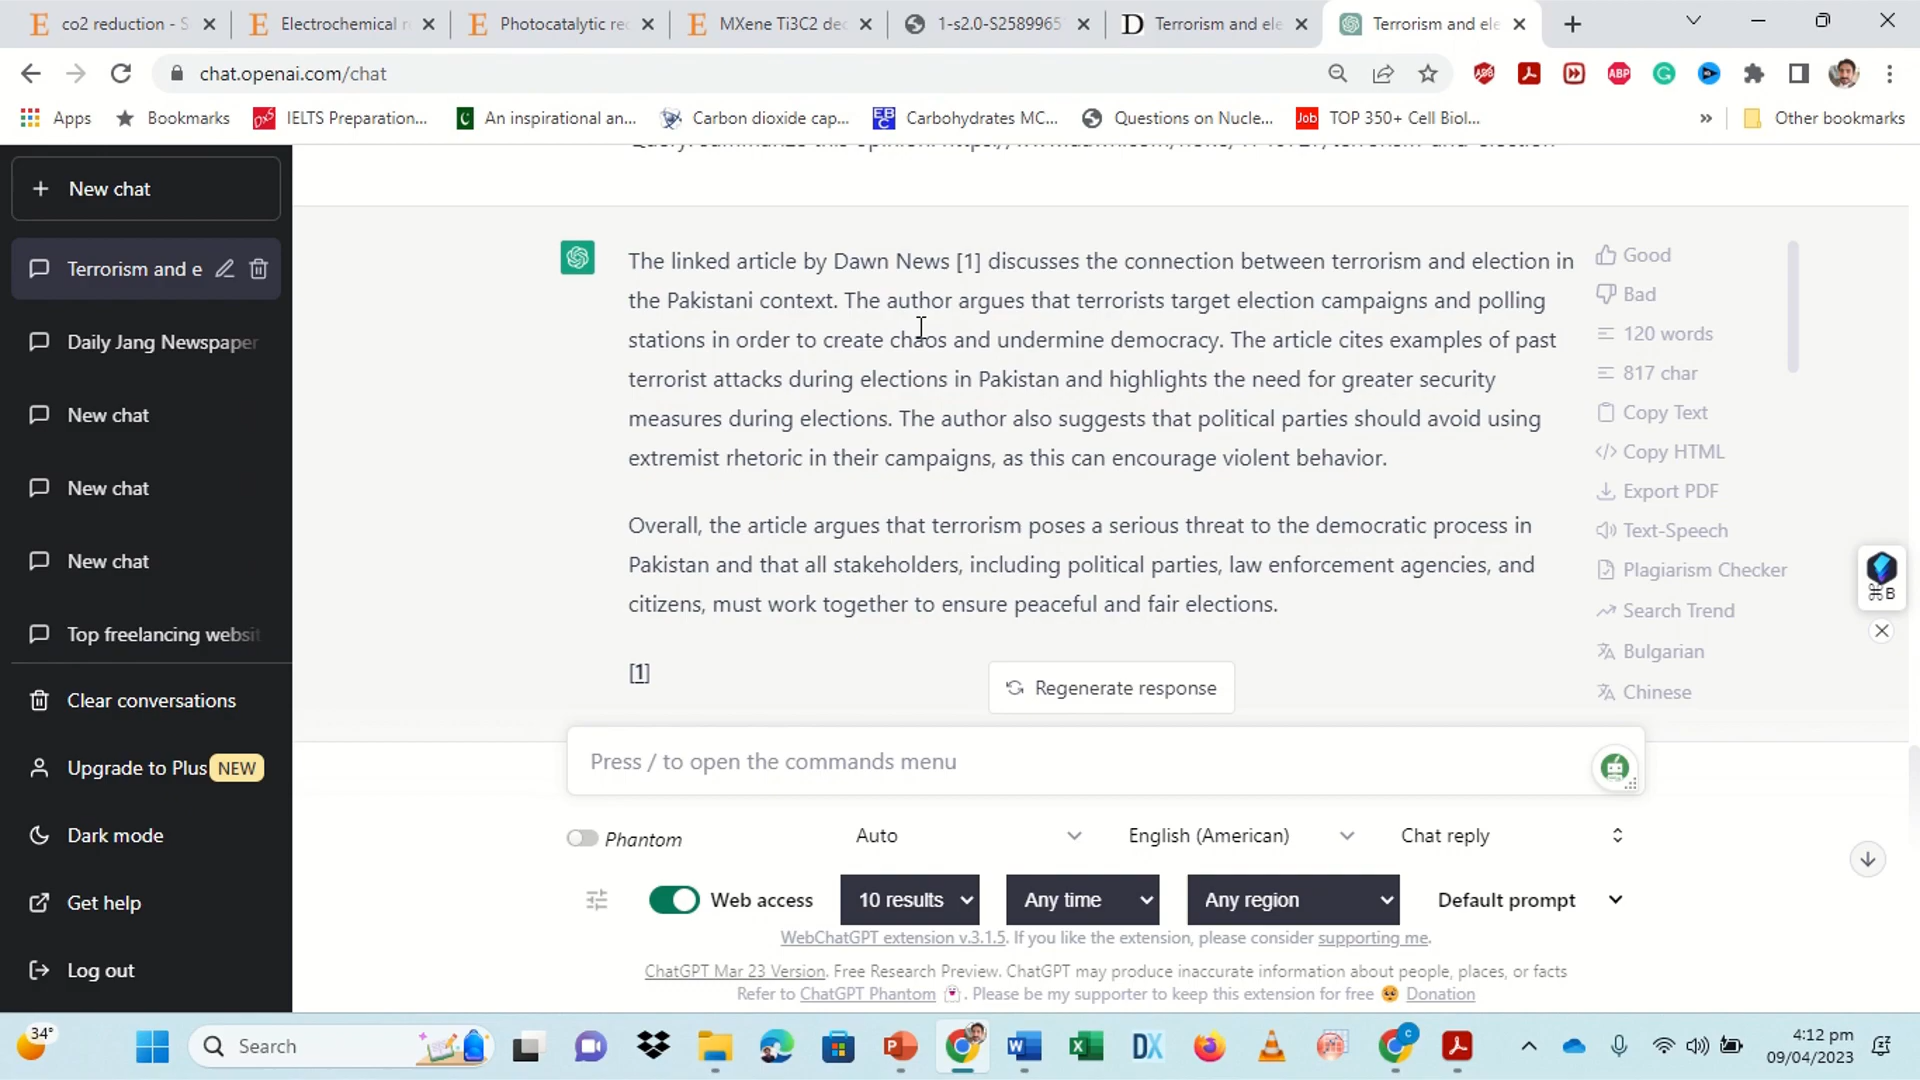 co2 reduction - S
Electrochemical r
Photocatalytic re
MXene Ti3C2 dec
1-s2.0-S2589965
Terrorism and ele
Terrorism and ele
chat.openai.com/chat
Apps
Bookmarks
IELTS Preparation...
An inspirational an...
Carbon dioxide cap...
Carbohydrates MC...
Questions on Nucle...
TOP 350+ Cell Biol...
Other bookmarks
New chat
Terrorism and e
Daily Jang Newspaper
New chat
New chat
New chat
Top freelancing websit
Clear conversations
Upgrade to Plus NEW
Dark mode
Get help
Log out
The linked article by Dawn News [1] discusses the connection between terrorism and election in
the Pakistani context. The author argues that terrorists target election campaigns and polling
stations in order to create chaos and undermine democracy. The article cites examples of past
terrorist attacks during elections in Pakistan and highlights the need for greater security
measures during elections. The author also suggests that political parties should avoid using
extremist rhetoric in their campaigns, as this can encourage violent behavior.
Overall, the article argues that terrorism poses a serious threat to the democratic process in
Pakistan and that all stakeholders, including political parties, law enforcement agencies, and
citizens, must work together to ensure peaceful and fair elections.
[1]
Good
Bad
120 words
817 char
Copy Text
Copy HTML
Export PDF
Text-Speech
Plagiarism Checker
Search Trend
Bulgarian
Chinese
⌘B
Regenerate response
Press / to open the commands menu
Phantom
Auto
English (American)
Chat reply
Web access
10 results
Any time
Any region
Default prompt
WebChatGPT extension v.3.1.5. If you like the extension, please consider supporting me.
ChatGPT Mar 23 Version. Free Research Preview. ChatGPT may produce inaccurate information about people, places, or facts
Refer to ChatGPT Phantom 👻 . Please be my supporter to keep this extension for free 🥺 Donation
34°
Search
4:12 pm
09/04/2023